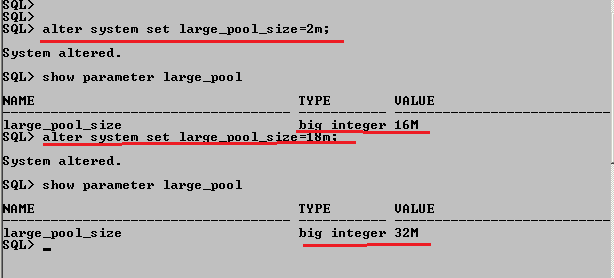 SQL>
SQL>
SQL> alter system set large_pool_size=2m;
System altered.
SQL> show parameter large_pool
NAME                                 TYPE        VALUE
------------------------------------ ----------- ------------------------------
large_pool_size                      big integer 16M
SQL> alter system set large_pool_size=18m;
System altered.
SQL> show parameter large_pool
NAME                                 TYPE        VALUE
------------------------------------ ----------- ------------------------------
large_pool_size                      big integer 32M
SQL> _